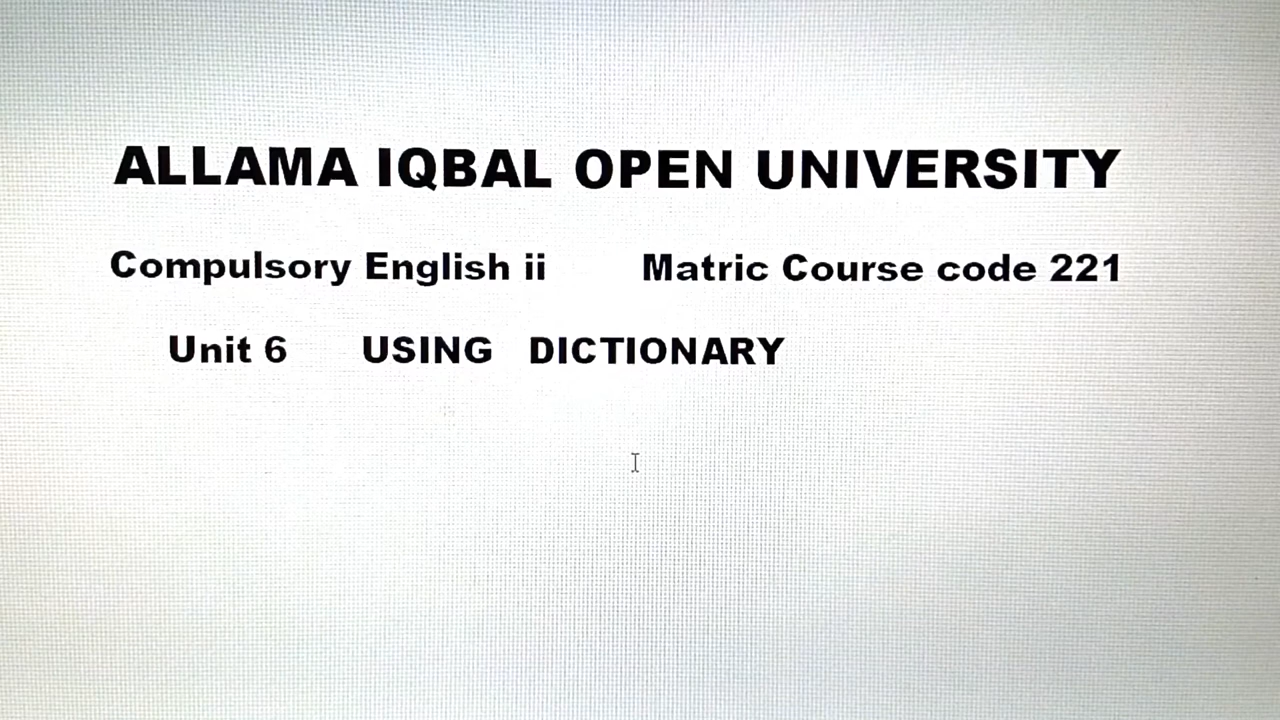 ALLAMA IQBAL OPEN UNIVERSITY
Compulsory English ii Matric Course code 221
Unit 6 USING DICTIONARY